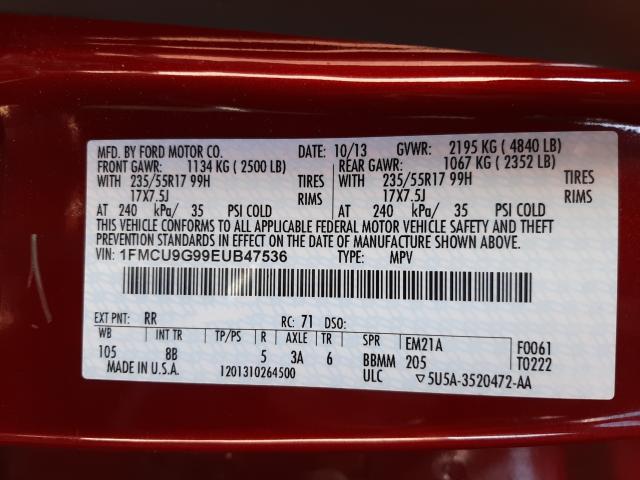 MFD. BY FORD MOTOR CO. DATE: 10/13 GVWR: 2195 KG ( 4840 LB)
FRONT GAWR: 1134 KG ( 2500 LB) REAR GAWR: 1067 KG ( 2352 LB)
WITH 235/55R17 99H TIRES WITH 235/55R17 99H TIRES
17X7.5J RIMS 17X7.5J RIMS
AT 240 kPa/ 35 PSI COLD AT 240 kPa/ 35 PSI COLD
THIS VEHICLE CONFORMS TO ALL APPLICABLE FEDERAL MOTOR VEHICLE SAFETY AND THEFT
PREVENTION STANDARDS IN EFFECT ON THE DATE OF MANUFACTURE SHOWN ABOVE.
VIN: 1FMCU9G99EUB47536 TYPE: MPV
EXT PNT: RR RC: 71 DSO:
WB INT TR TP/PS R AXLE TR SPR EM21A F0061
105 8B 5 3A 6 BBMM 205 T0222
MADE IN U.S.A. 1201310264500 ULC ▽5U5A-3520472-AA